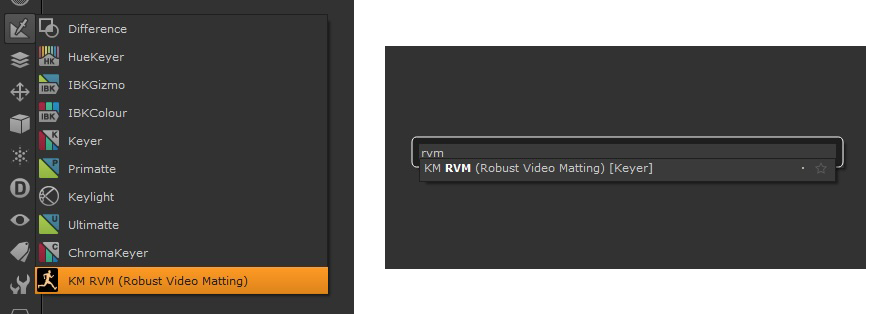 Difference
HueKeyer
IBKGizmo
IBKColour
Keyer
Primatte
Keylight
Ultimatte
ChromaKeyer
KM RVM (Robust Video Matting)
rvm
KM RVM (Robust Video Matting) [Keyer]